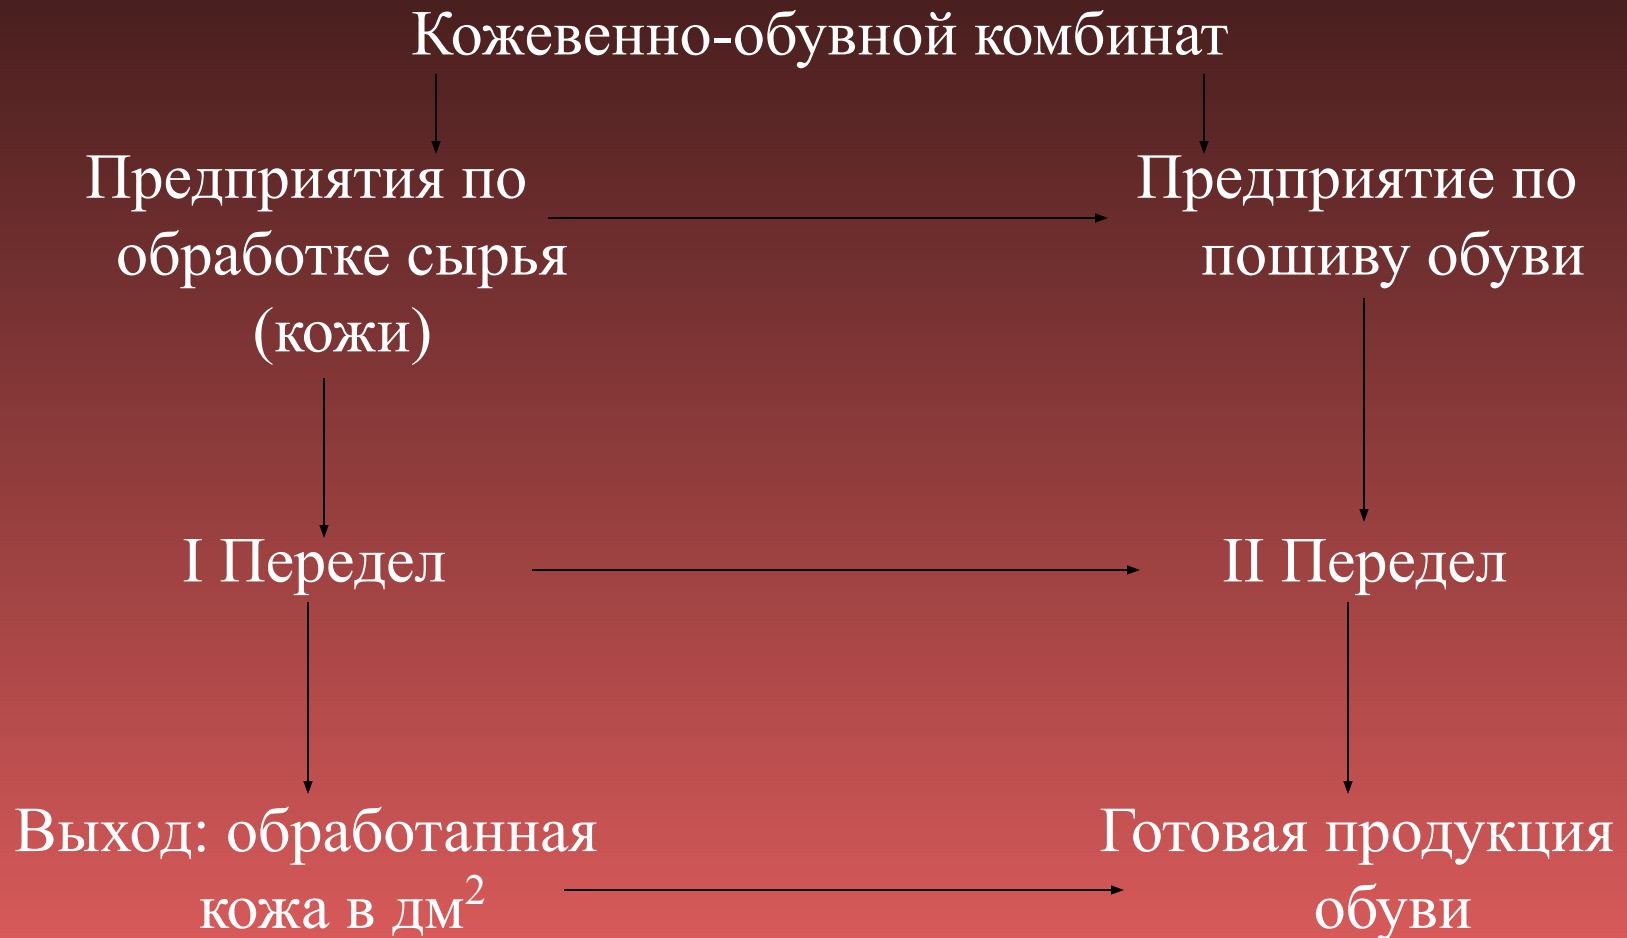 Кожевенно-обувной комбинат
Предприятия по
обработке сырья
(кожи)
Предприятие по
пошиву обуви
I Передел
II Передел
Выход: обработанная
кожа в дм²
Готовая продукция
обуви